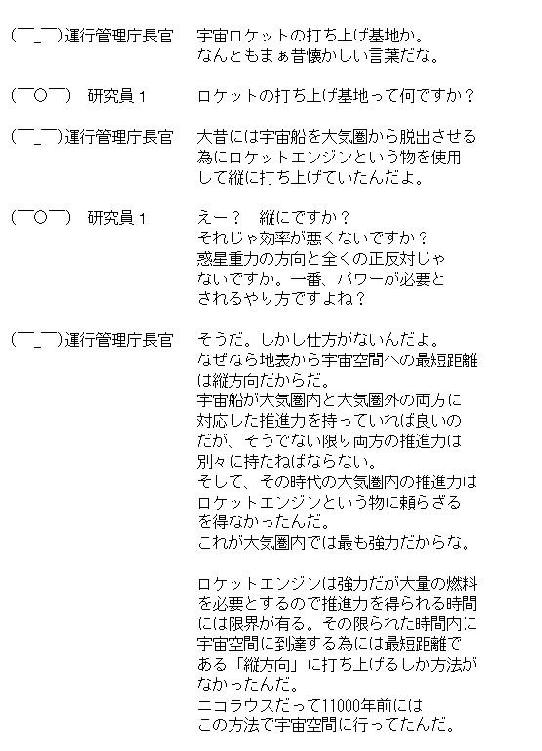 (￣_￣)運行管理庁長官　宇宙ロケットの打ち上げ基地か。
なんともまぁ昔懐かしい言葉だな。
(￣○￣)　研究員１　ロケットの打ち上げ基地って何ですか？
(￣_￣)運行管理庁長官　大昔には宇宙船を大気圏から脱出させる
為にロケットエンジンという物を使用
して縦に打ち上げていたんだよ。
(￣○￣)　研究員１　えー？　縦にですか？
それじゃ効率が悪くないですか？
惑星重力の方向と全くの正反対じゃ
ないですか。一番、パワーが必要と
されるやり方ですよね？
(￣_￣)運行管理庁長官　そうだ。しかし仕方がないんだよ。
なぜなら地表から宇宙空間への最短距離
は縦方向だからだ。
宇宙船が大気圏内と大気圏外の両方に
対応した推進力を持っていれば良いの
だが、そうでない限り両方の推進力は
別々に持たねばならない。
そして、その時代の大気圏内の推進力は
ロケットエンジンという物に頼らざる
を得なかったんだ。
これが大気圏内では最も強力だからな。
ロケットエンジンは強力だが大量の燃料
を必要とするので推進力を得られる時間
には限界が有る。その限られた時間内に
宇宙空間に到達する為には最短距離で
ある「縦方向」に打ち上げるしか方法が
なかったんだ。
ニコラウスだって11000年前には
この方法で宇宙空間に行ってたんだ。